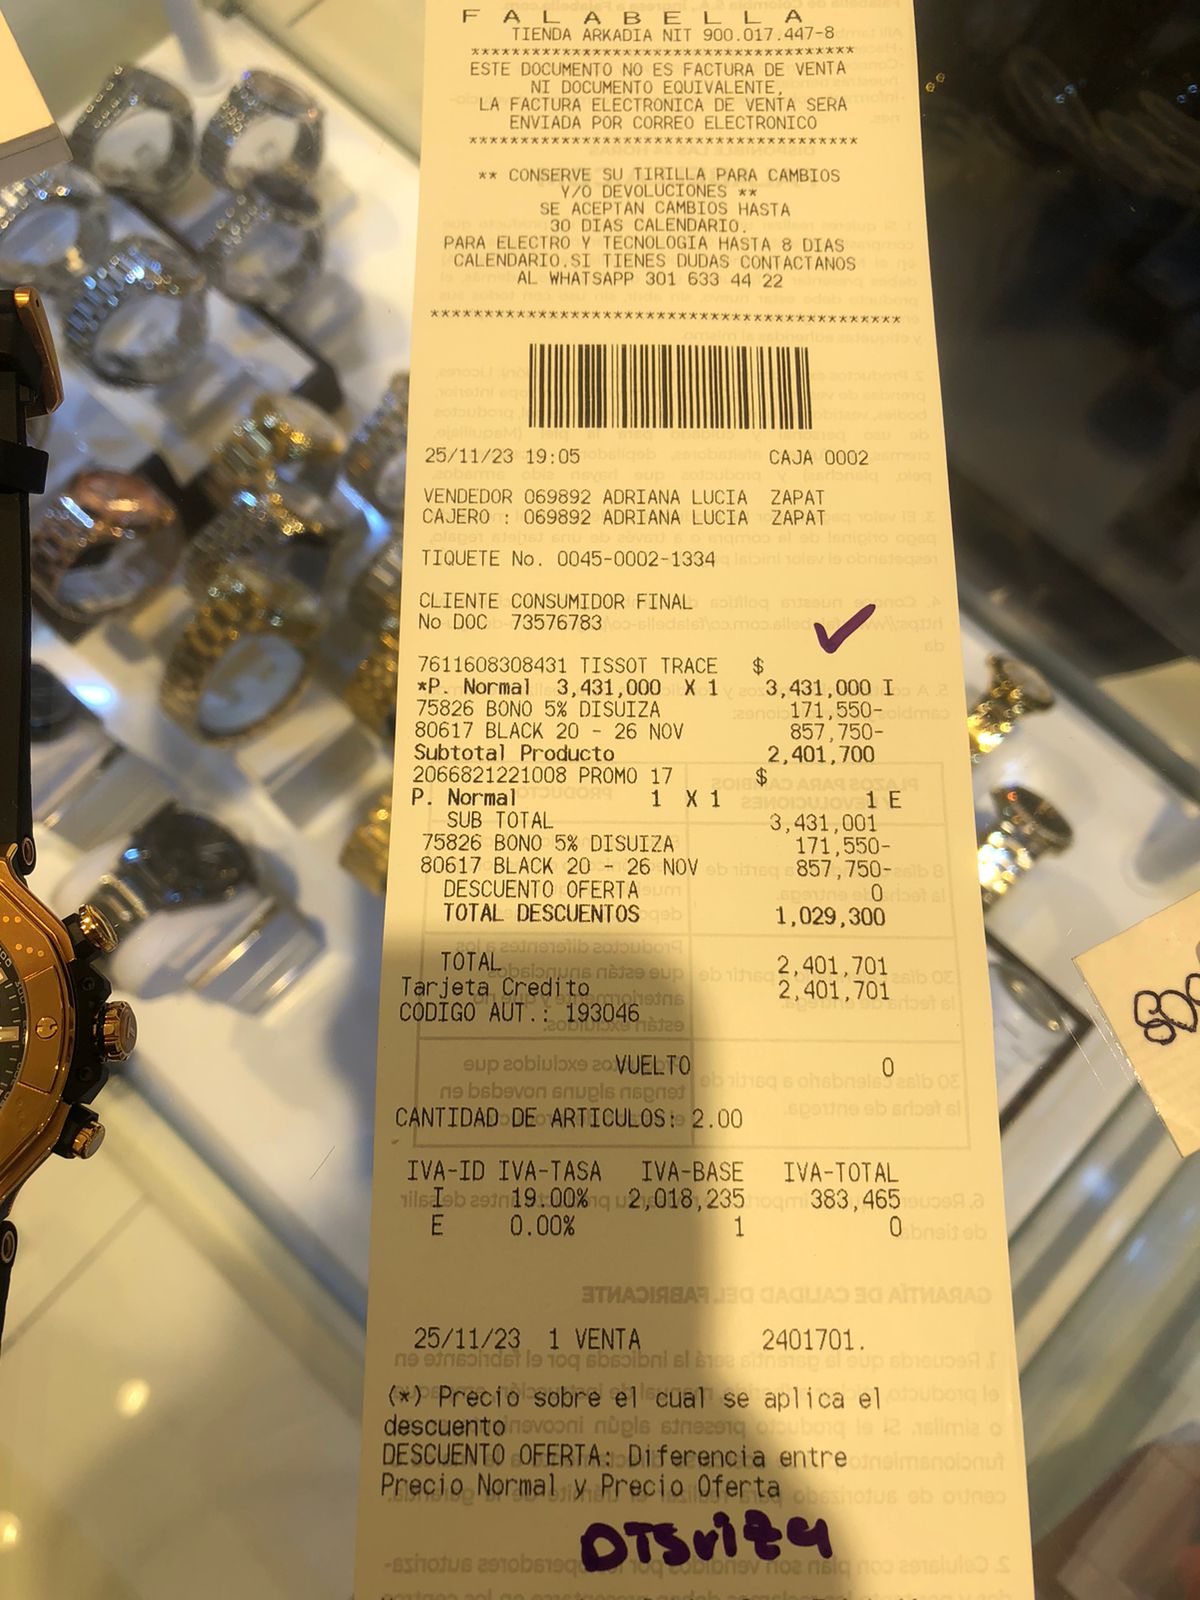 FALABELLA
TIENDA ARKADIA NIT 900.017.447-8
****************************************
ESTE DOCUMENTO NO ES FACTURA DE VENTA
NI DOCUMENTO EQUIVALENTE,
LA FACTURA ELECTRONICA DE VENTA SERA
ENVIADA POR CORREO ELECTRONICO
****************************************
** CONSERVE SU TIRILLA PARA CAMBIOS
Y/O DEVOLUCIONES **
SE ACEPTAN CAMBIOS HASTA
30 DIAS CALENDARIO.
PARA ELECTRO Y TECNOLOGIA HASTA 8 DIAS
CALENDARIO.SI TIENES DUDAS CONTACTANOS
AL WHATSAPP 301 633 44 22
********************************************
25/11/23 19:05 CAJA 0002
VENDEDOR 069892 ADRIANA LUCIA ZAPAT
CAJERO : 069892 ADRIANA LUCIA ZAPAT
TIQUETE No. 0045-0002-1334
CLIENTE CONSUMIDOR FINAL
No DOC 73576783
7611608308431 TISSOT TRACE $
*P. Normal 3,431,000 X 1 3,431,000 I
75826 BONO 5% DISUIZA 171,550-
80617 BLACK 20 - 26 NOV 857,750-
Subtotal Producto 2,401,700
2066821221008 PROMO 17 $
P. Normal 1 X 1 1 E
SUB TOTAL 3,431,001
75826 BONO 5% DISUIZA 171,550-
80617 BLACK 20 - 26 NOV 857,750-
DESCUENTO OFERTA 0
TOTAL DESCUENTOS 1,029,300
TOTAL 2,401,701
Tarjeta Credito 2,401,701
CODIGO AUT.: 193046
VUELTO 0
CANTIDAD DE ARTICULOS: 2.00
IVA-ID IVA-TASA IVA-BASE IVA-TOTAL
I 19.00% 2,018,235 383,465
E 0.00% 1 0
25/11/23 1 VENTA 2401701.
(*) Precio sobre el cual se aplica el
descuento
DESCUENTO OFERTA: Diferencia entre
Precio Normal y Precio Oferta
DTSviza